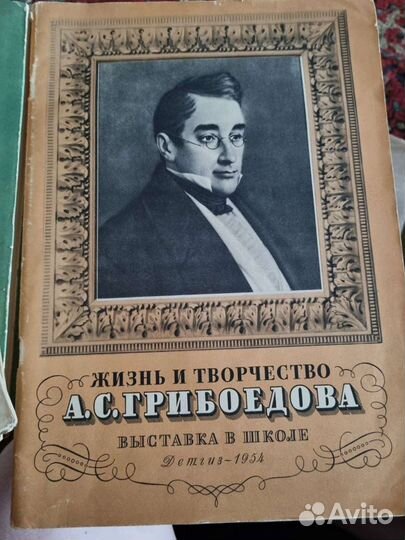 ЖИЗНЬ И ТВОРЧЕСТВО
А.С.ГРИБОЕДОВА
ВЫСТАВКА В ШКОЛЕ
Детгиз-1954
Avito